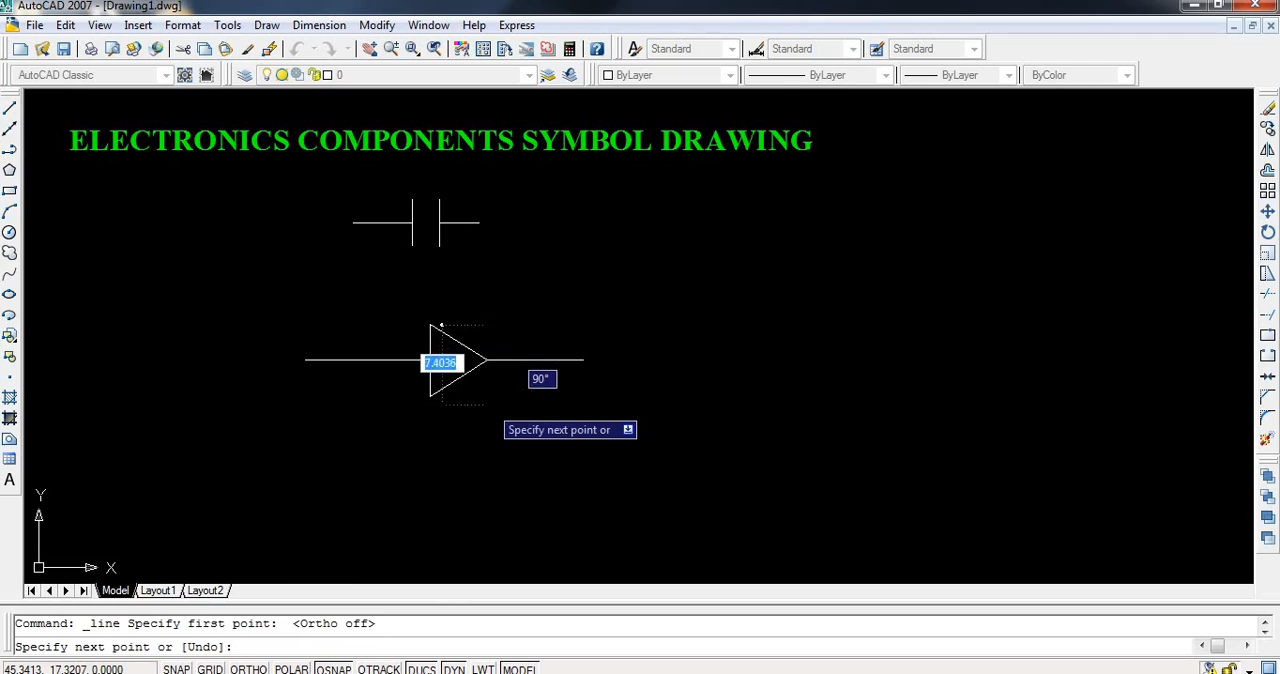 AutoCAD 2007 - [Drawing1.dwg]
File Edit View Insert Format Tools Draw Dimension Modify Window Help Express
Standard Standard Standard
AutoCAD Classic 0 ByLayer ByLayer ByLayer ByColor
ELECTRONICS COMPONENTS SYMBOL DRAWING
7.4036
90°
Specify next point or
A
Y
X
Model Layout1 Layout2
Command: _line Specify first point: <Ortho off>
Specify next point or [Undo]:
45.3413, 17.3207, 0.0000 SNAP GRID ORTHO POLAR OSNAP OTRACK DUCS DYN LWT MODEL